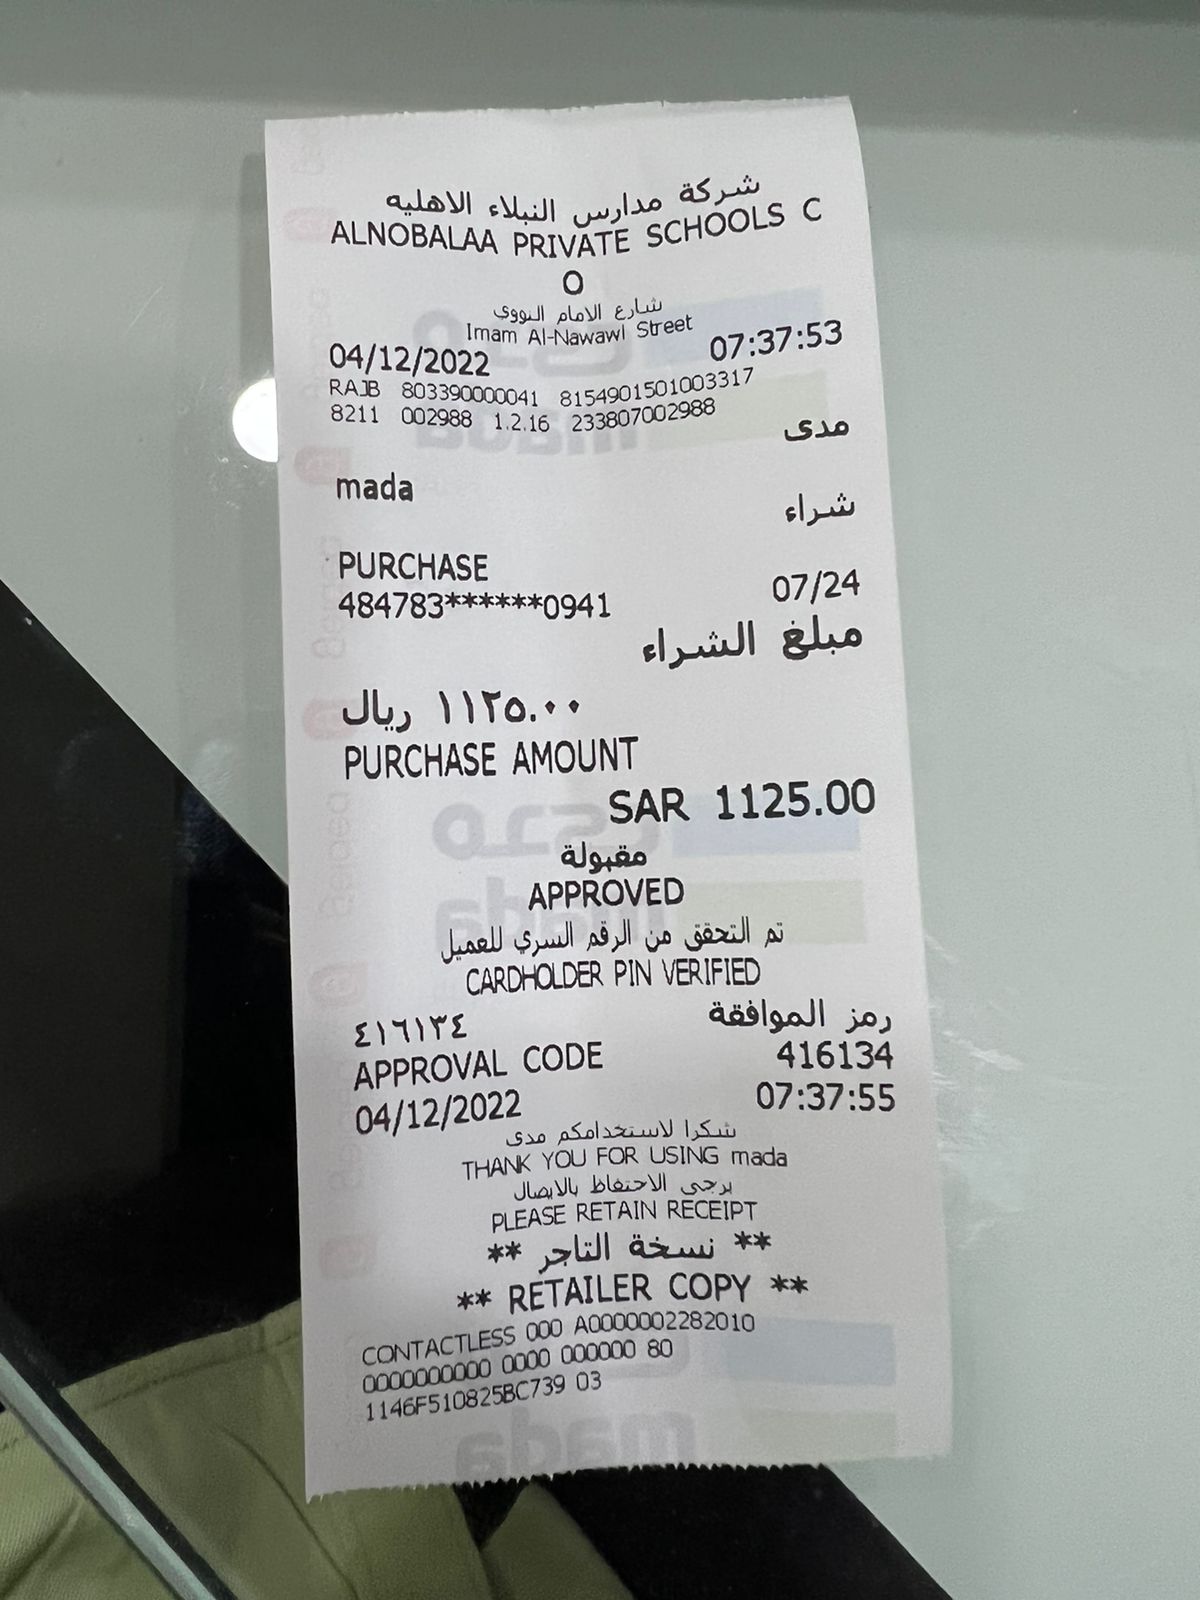 شركة مدارس النبلاء الاهليه
ALNOBALAA PRIVATE SCHOOLS C
O
شارع الامام النووي
Imam Al-Nawawi Street
04/12/2022 07:37:53
RAJB 803390000041 8154901501003317
8211 002988 1.2.16 233807002988
مدى
mada
شراء
PURCHASE
484783******0941 07/24
مبلغ الشراء
١١٢٥.٠٠ ريال
PURCHASE AMOUNT
SAR 1125.00
مقبولة
APPROVED
تم التحقق من الرقم السري للعميل
CARDHOLDER PIN VERIFIED
رمز الموافقة ٤١٦١٣٤
APPROVAL CODE 416134
04/12/2022 07:37:55
شكرا لاستخدامكم مدى
THANK YOU FOR USING mada
يرجى الاحتفاظ بالايصال
PLEASE RETAIN RECEIPT
** نسخة التاجر **
** RETAILER COPY **
CONTACTLESS 000 A0000002282010
0000000000 0000 000000 80
1146F510825BC739 03